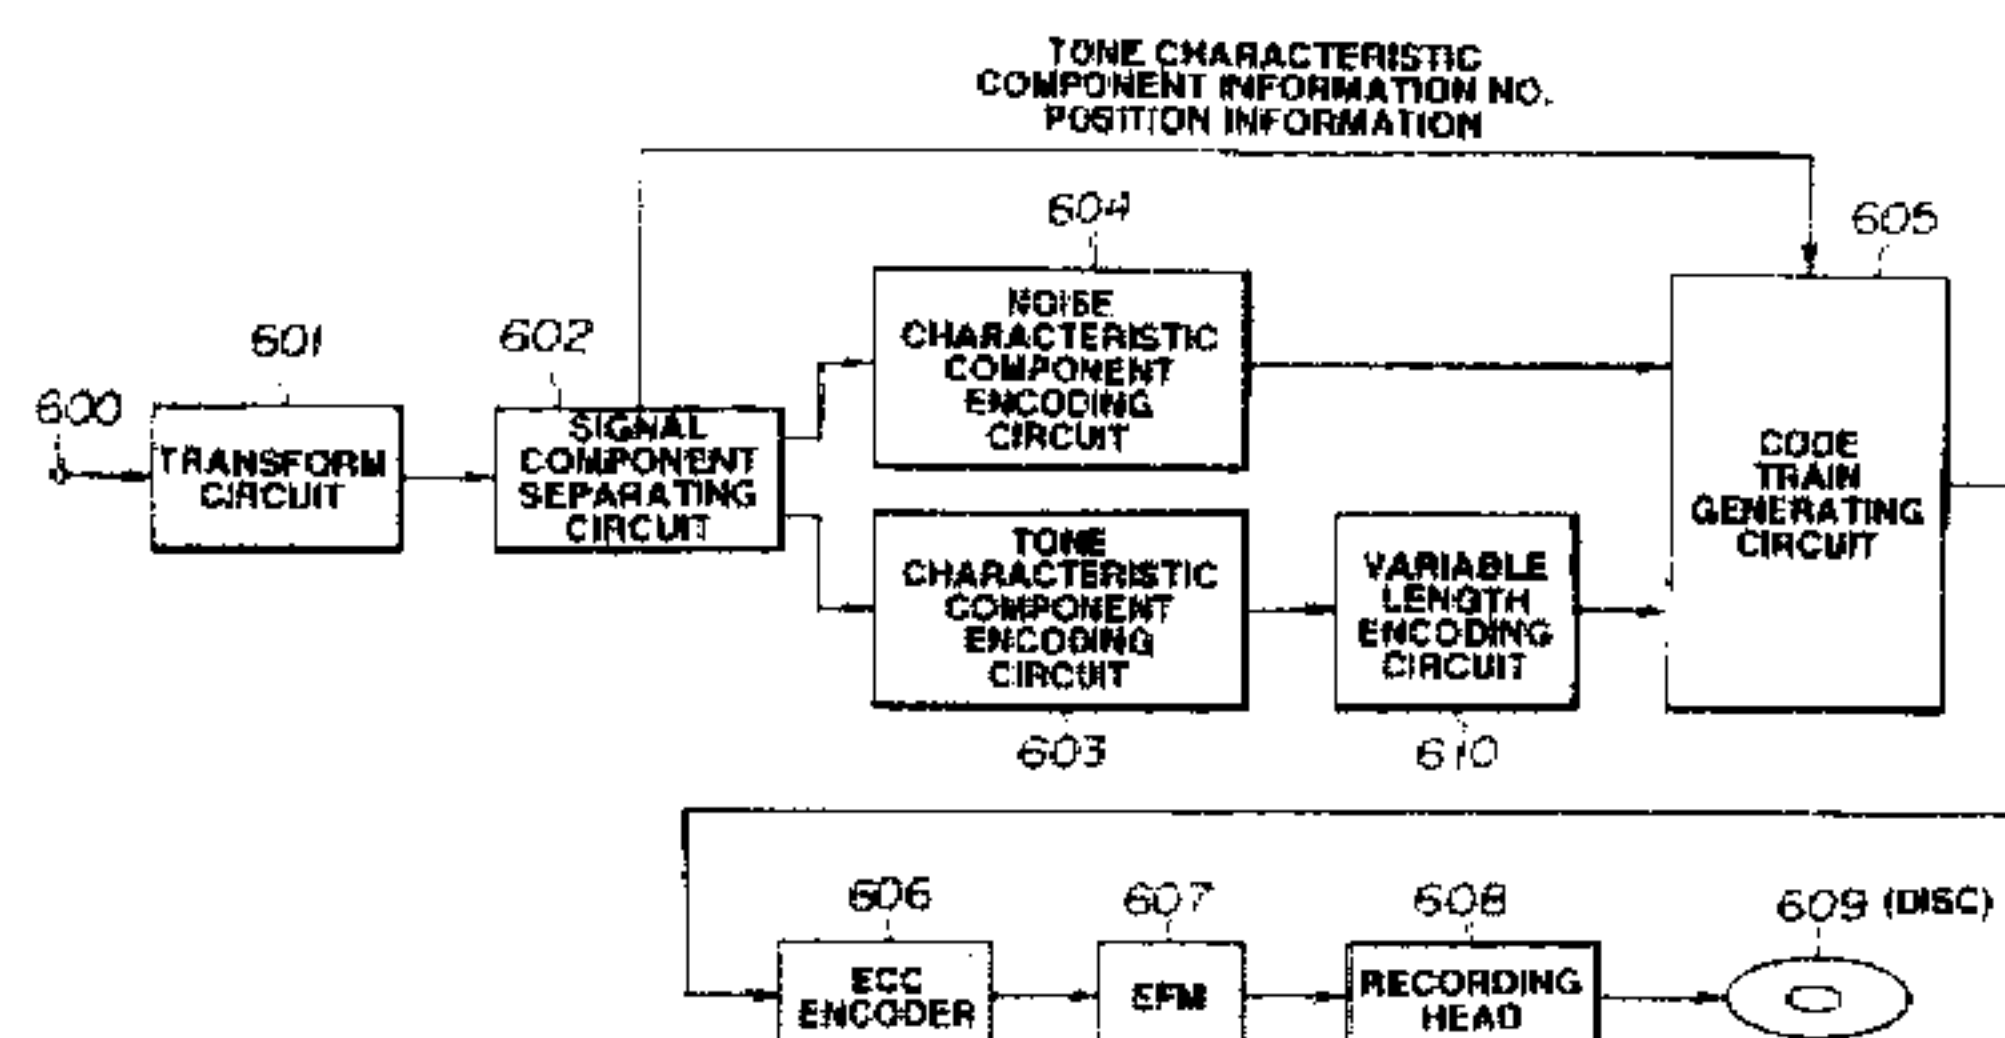 TONE CHARACTERISTIC
COMPONENT INFORMATION NO.
POSITION INFORMATION
604
605
601
602
600
NOISE
CHARACTERISTIC
COMPONENT
ENCODING
CIRCUIT
TRANSFORM
CIRCUIT
SIGNAL
COMPONENT
SEPARATING
CIRCUIT
CODE
TRAIN
GENERATING
CIRCUIT
TONE
CHARACTERISTIC
COMPONENT
ENCODING
CIRCUIT
VARIABLE
LENGTH
ENCODING
CIRCUIT
603
610
606
607
608
609 (DISC)
ECC
ENCODER
EFM
RECORDING
HEAD